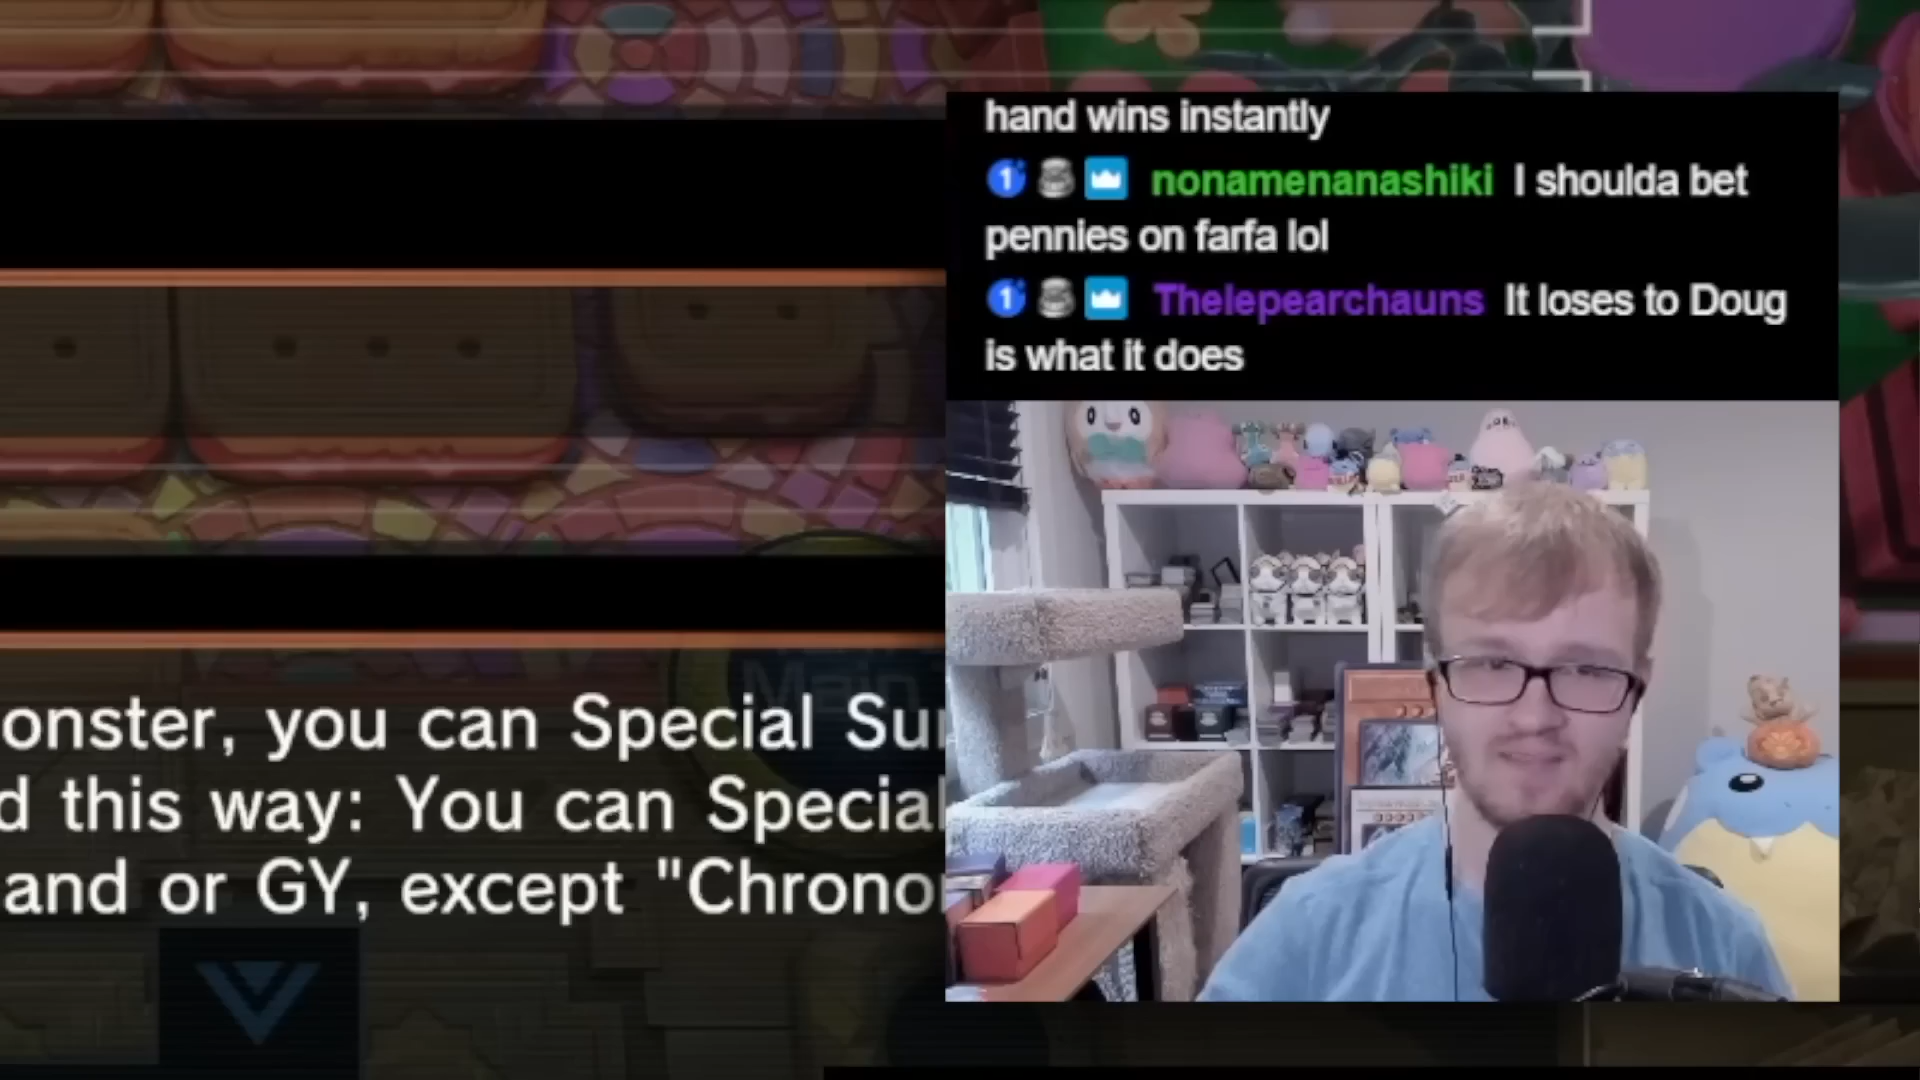 hand wins instantly
nonamenanashiki I shoulda bet
pennies on farfa lol
Thelepearchauns It loses to Doug
is what it does
Main
onster, you can Special Su
d this way: You can Special
and or GY, except "Chrono